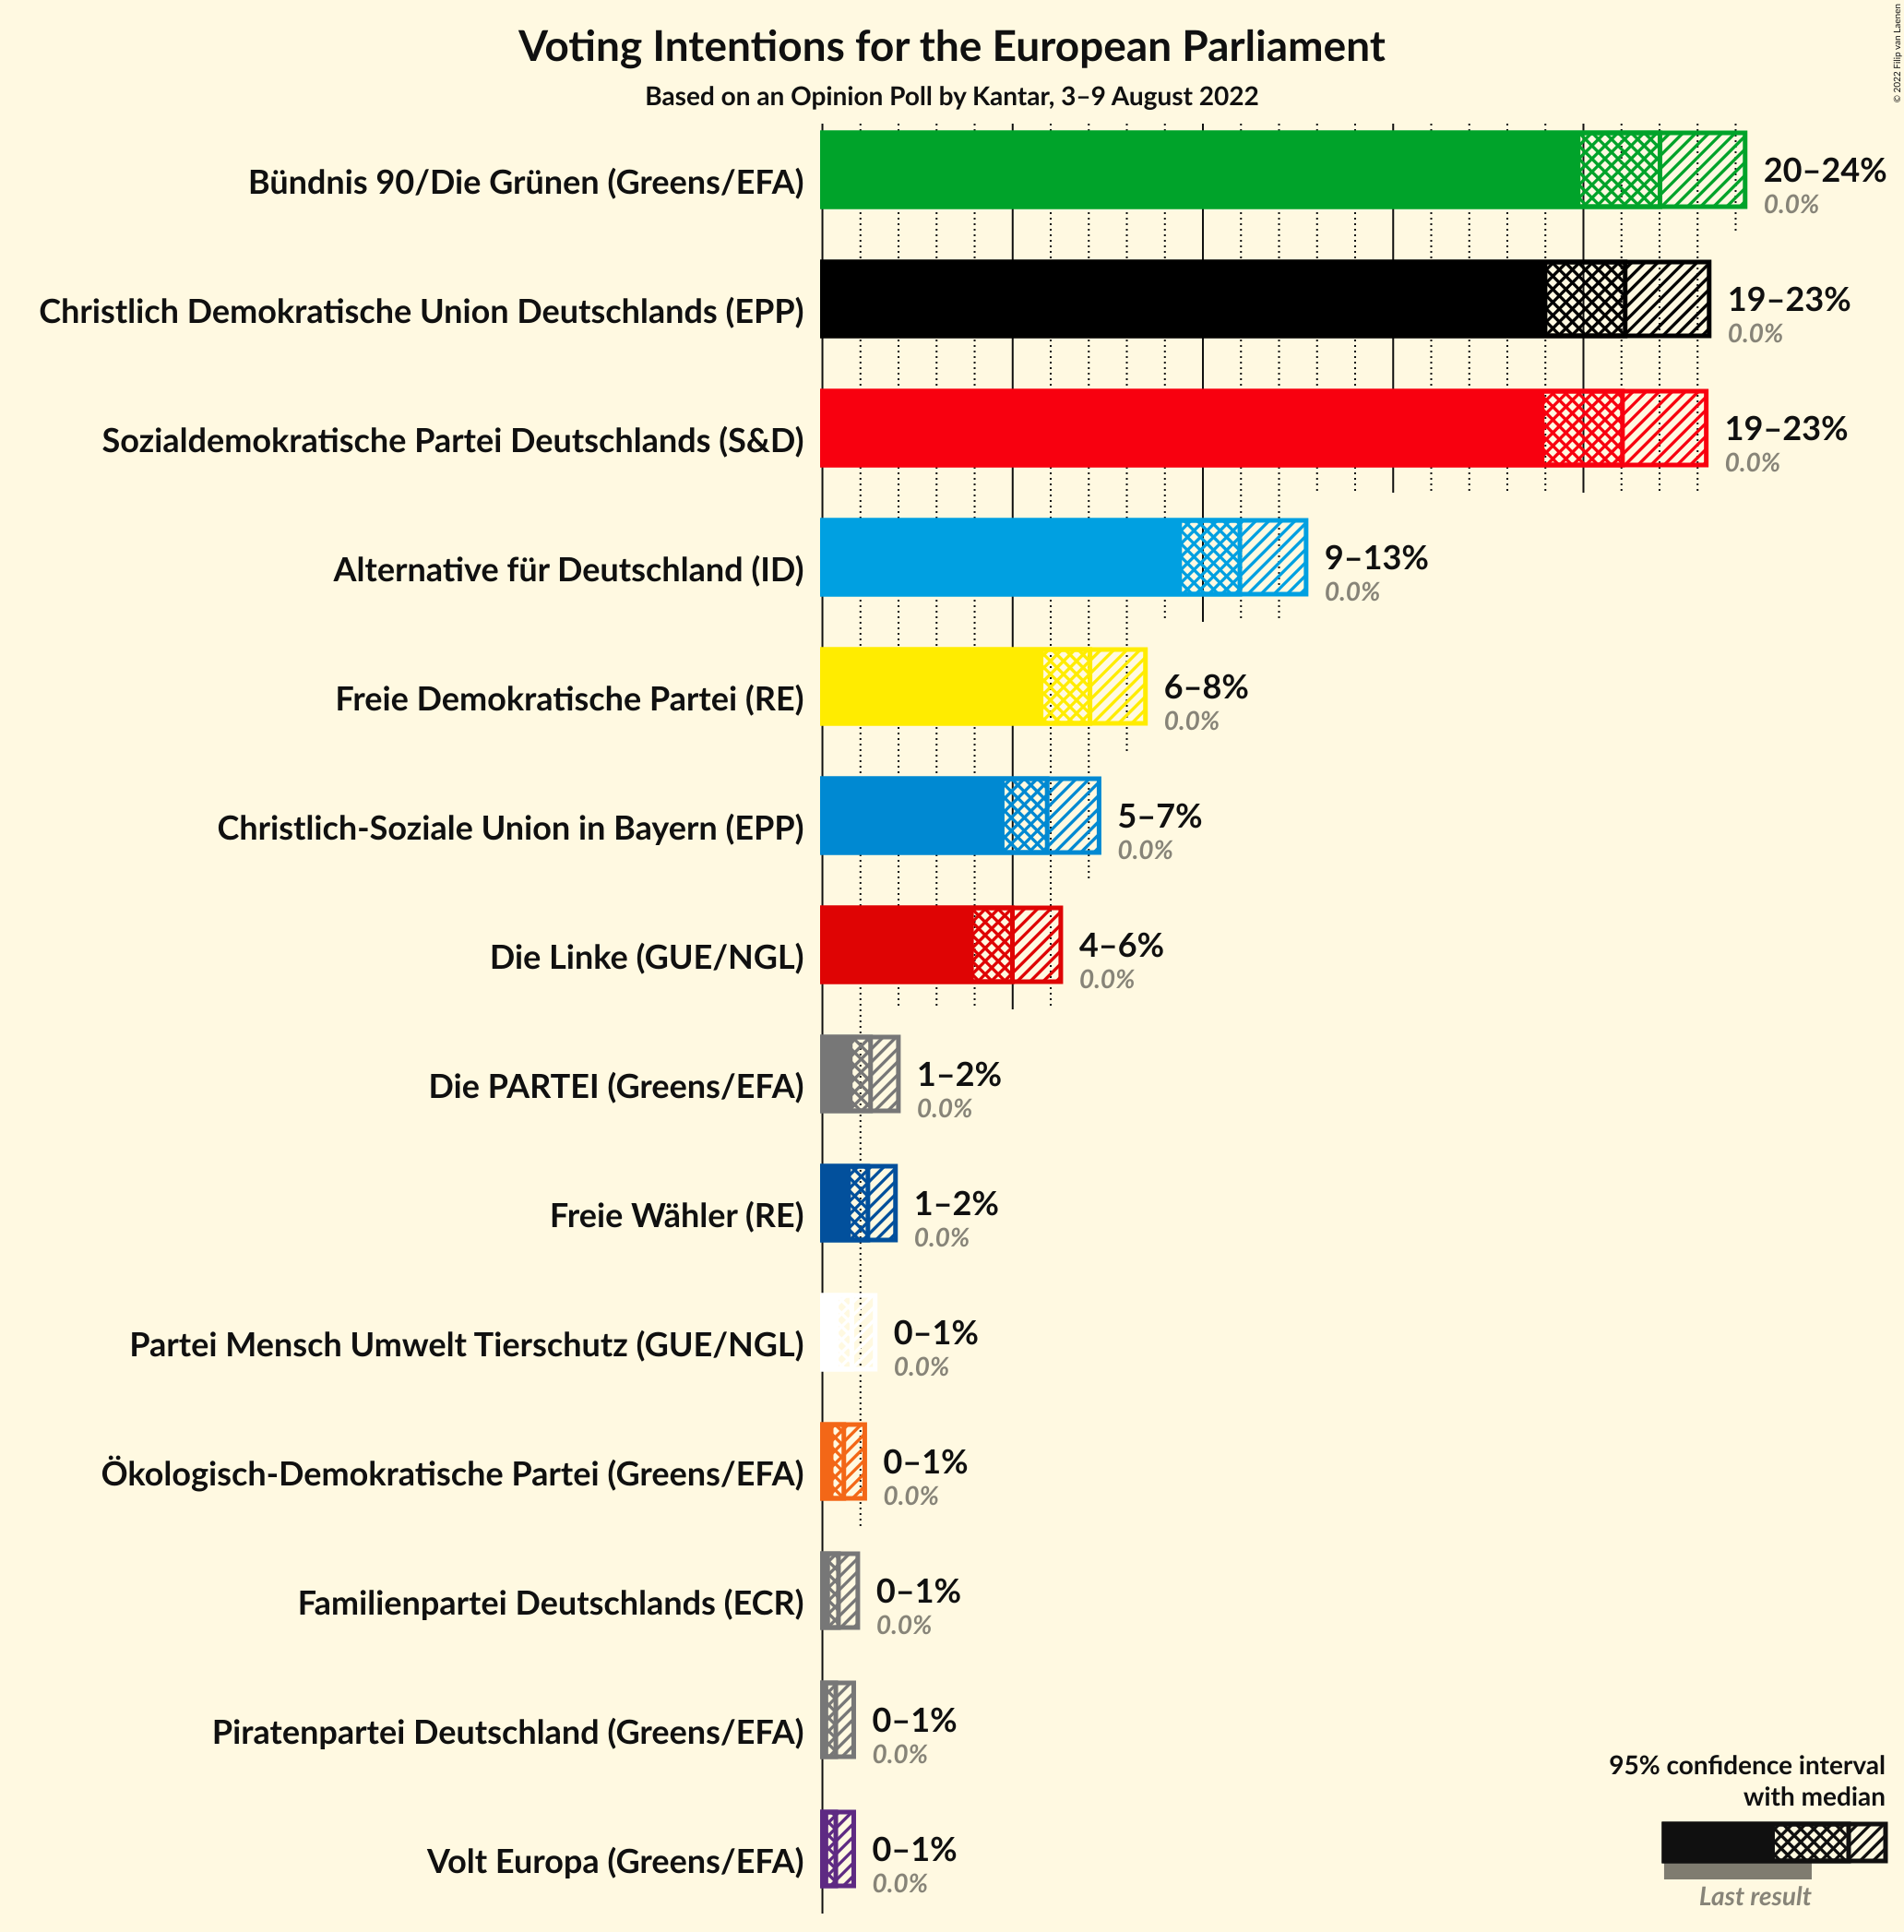 Voting Intentions for the European Parliament
Based on an Opinion Poll by Kantar, 3–9 August 2022
© 2022 Filip van Laenen
Bündnis 90/Die Grünen (Greens/EFA)
20–24%
0.0%
Christlich Demokratische Union Deutschlands (EPP)
19–23%
0.0%
Sozialdemokratische Partei Deutschlands (S&D)
19–23%
0.0%
Alternative für Deutschland (ID)
9–13%
0.0%
Freie Demokratische Partei (RE)
6–8%
0.0%
Christlich-Soziale Union in Bayern (EPP)
5–7%
0.0%
Die Linke (GUE/NGL)
4–6%
0.0%
Die PARTEI (Greens/EFA)
1–2%
0.0%
Freie Wähler (RE)
1–2%
0.0%
Partei Mensch Umwelt Tierschutz (GUE/NGL)
0–1%
0.0%
Ökologisch-Demokratische Partei (Greens/EFA)
0–1%
0.0%
Familienpartei Deutschlands (ECR)
0–1%
0.0%
Piratenpartei Deutschland (Greens/EFA)
0–1%
0.0%
Volt Europa (Greens/EFA)
0–1%
0.0%
95% confidence interval
with median
Last result